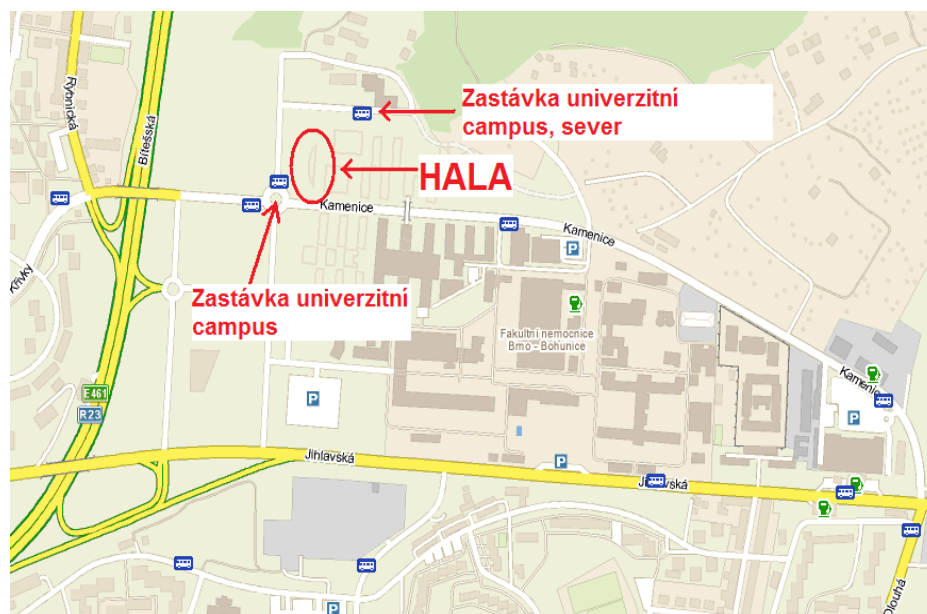 Rybnická
Bítešská
Zastávka univerzitní
campus, sever
HALA
Kamenice
Kamenice
Křivky
Zastávka univerzitní
campus
P
Fakultní nemocnice
Brno - Bohunice
E461
R23
P
Kamenice
P
Jihlavská
P
Jihlavská
P
Dlouhá